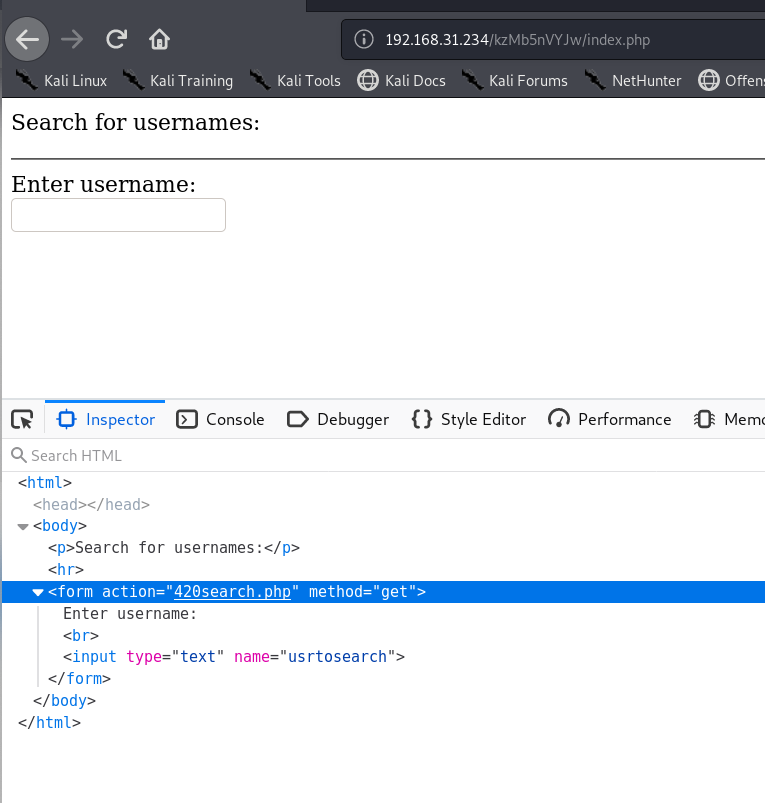 192.168.31.234/kzMb5nVYJw/index.php
Kali Linux Kali Training Kali Tools Kali Docs Kali Forums NetHunter Offens
Search for usernames:
Enter username:
Inspector Console Debugger Style Editor Performance Memo
Search HTML
<html>
<head></head>
<body>
<p>Search for usernames:</p>
<hr>
<form action="420search.php" method="get">
Enter username:
<br>
<input type="text" name="usrtosearch">
</form>
</body>
</html>